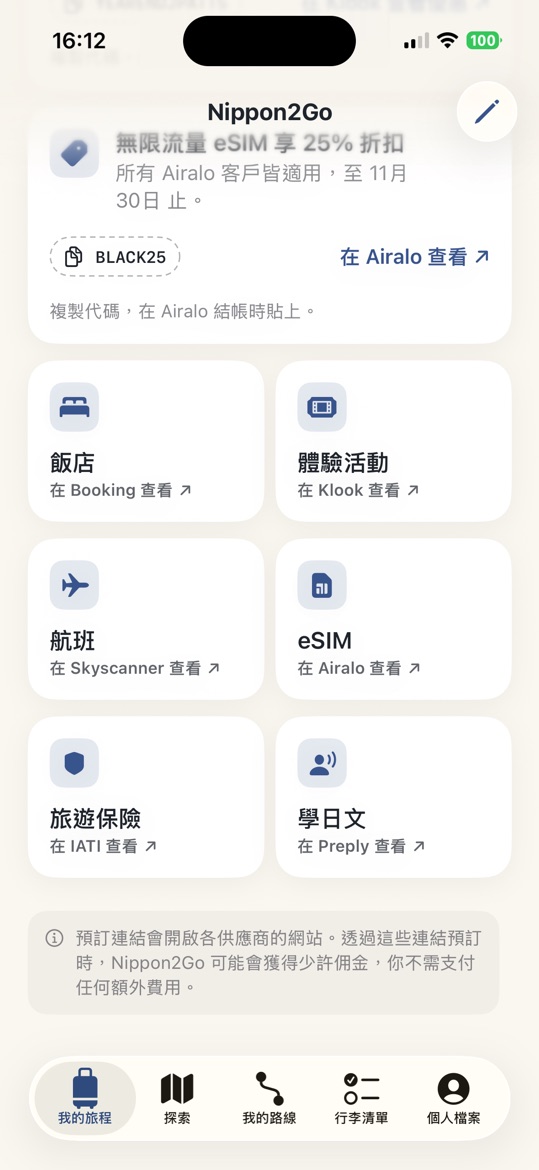 16:12
100
Nippon2Go
無限流量 eSIM 享 25% 折扣
所有 Airalo 客戶皆適用，至 11月
30日 止。
BLACK25
在 Airalo 查看 ↗
複製代碼，在 Airalo 結帳時貼上。
飯店
在 Booking 查看 ↗
體驗活動
在 Klook 查看 ↗
航班
在 Skyscanner 查看 ↗
eSIM
在 Airalo 查看 ↗
旅遊保險
在 IATI 查看 ↗
學日文
在 Preply 查看 ↗
預訂連結會開啟各供應商的網站。透過這些連結預訂
時，Nippon2Go 可能會獲得少許佣金，你不需支付
任何額外費用。
我的旅程
探索
我的路線
行李清單
個人檔案